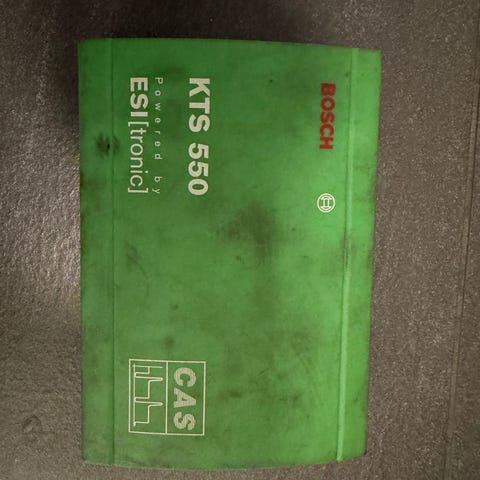 BOSCH
KTS 550
Powered by
ESI[tronic]
CAS